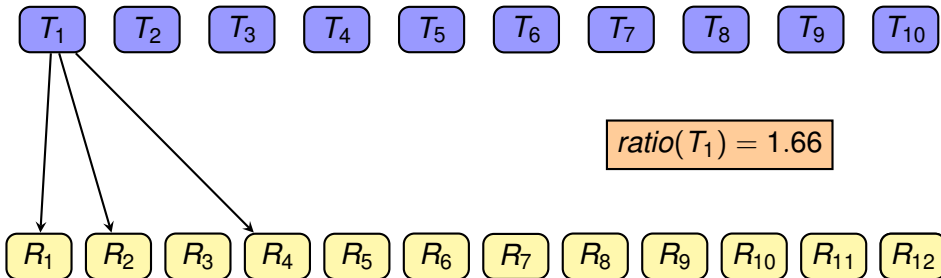 T1 T2 T3 T4 T5 T6 T7 T8 T9 T10
ratio(T1) = 1.66
R1 R2 R3 R4 R5 R6 R7 R8 R9 R10 R11 R12